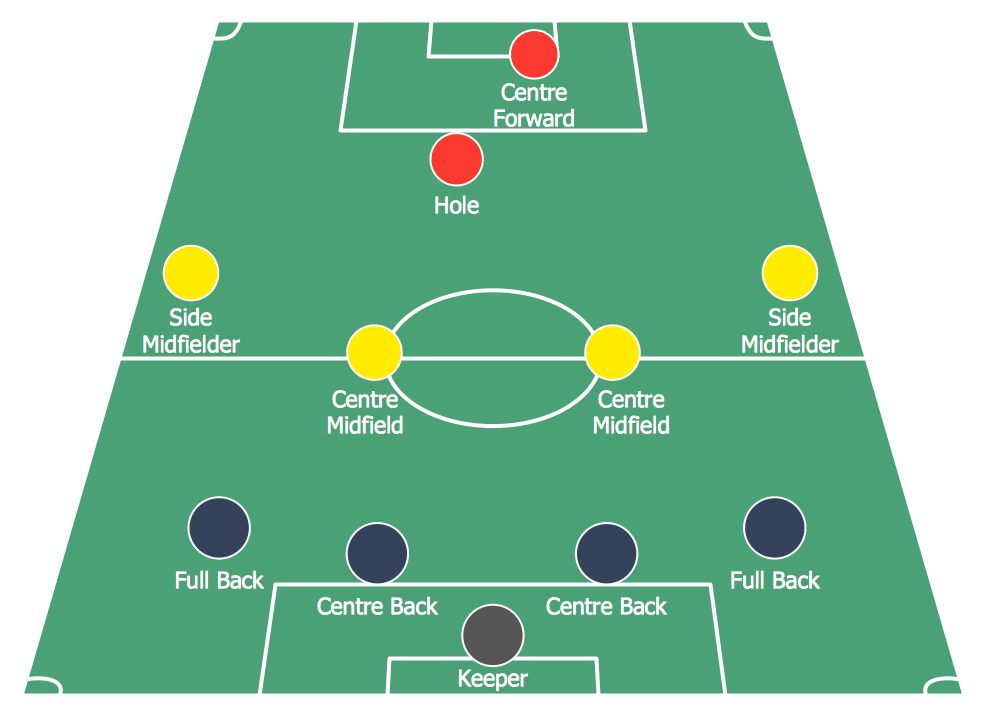 Centre
Forward
Hole
Side
Midfielder
Side
Midfielder
Centre
Midfield
Centre
Midfield
Full Back
Full Back
Centre Back
Centre Back
Keeper